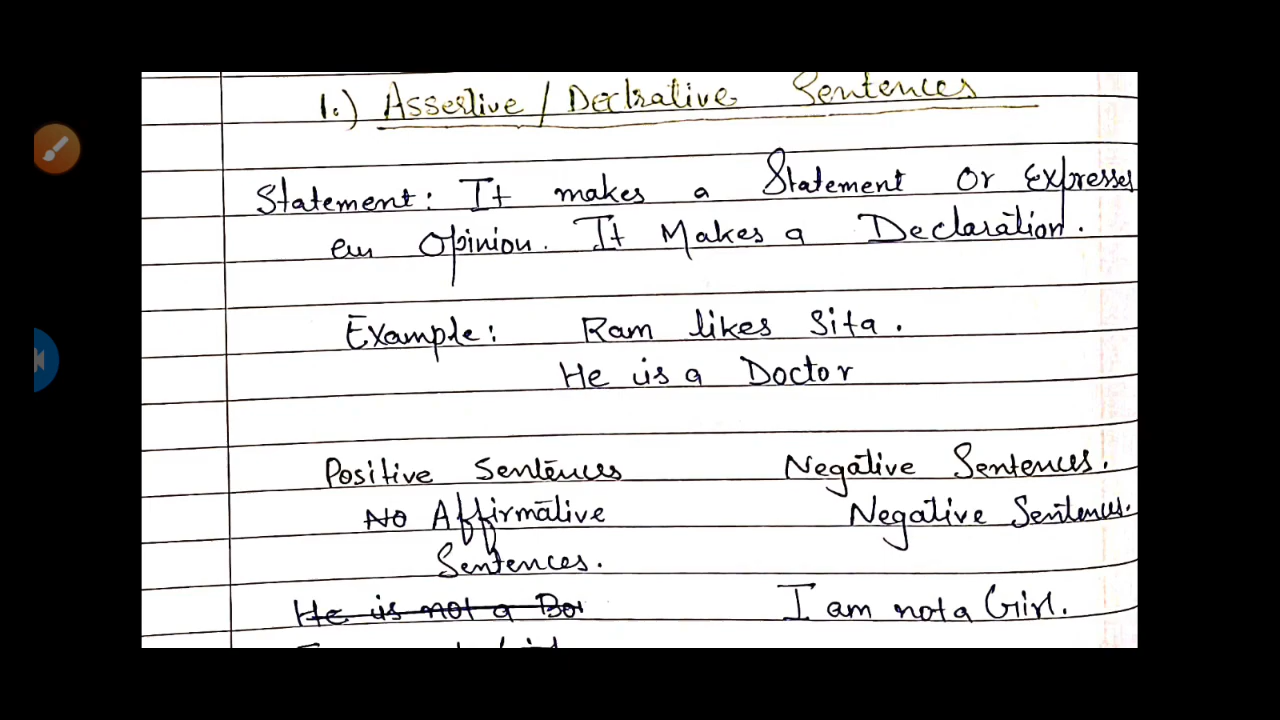 1.) Assertive / Declrative Sentences
Statement: It makes a Statement Or Expresses
an Opinion. It Makes a Declaration.
Example: Ram likes Sita.
He is a Doctor
Positive Sentences Negative Sentences.
No Affirmative Negative Sentences.
Sentences.
He is not a Boi I am not a Girl.